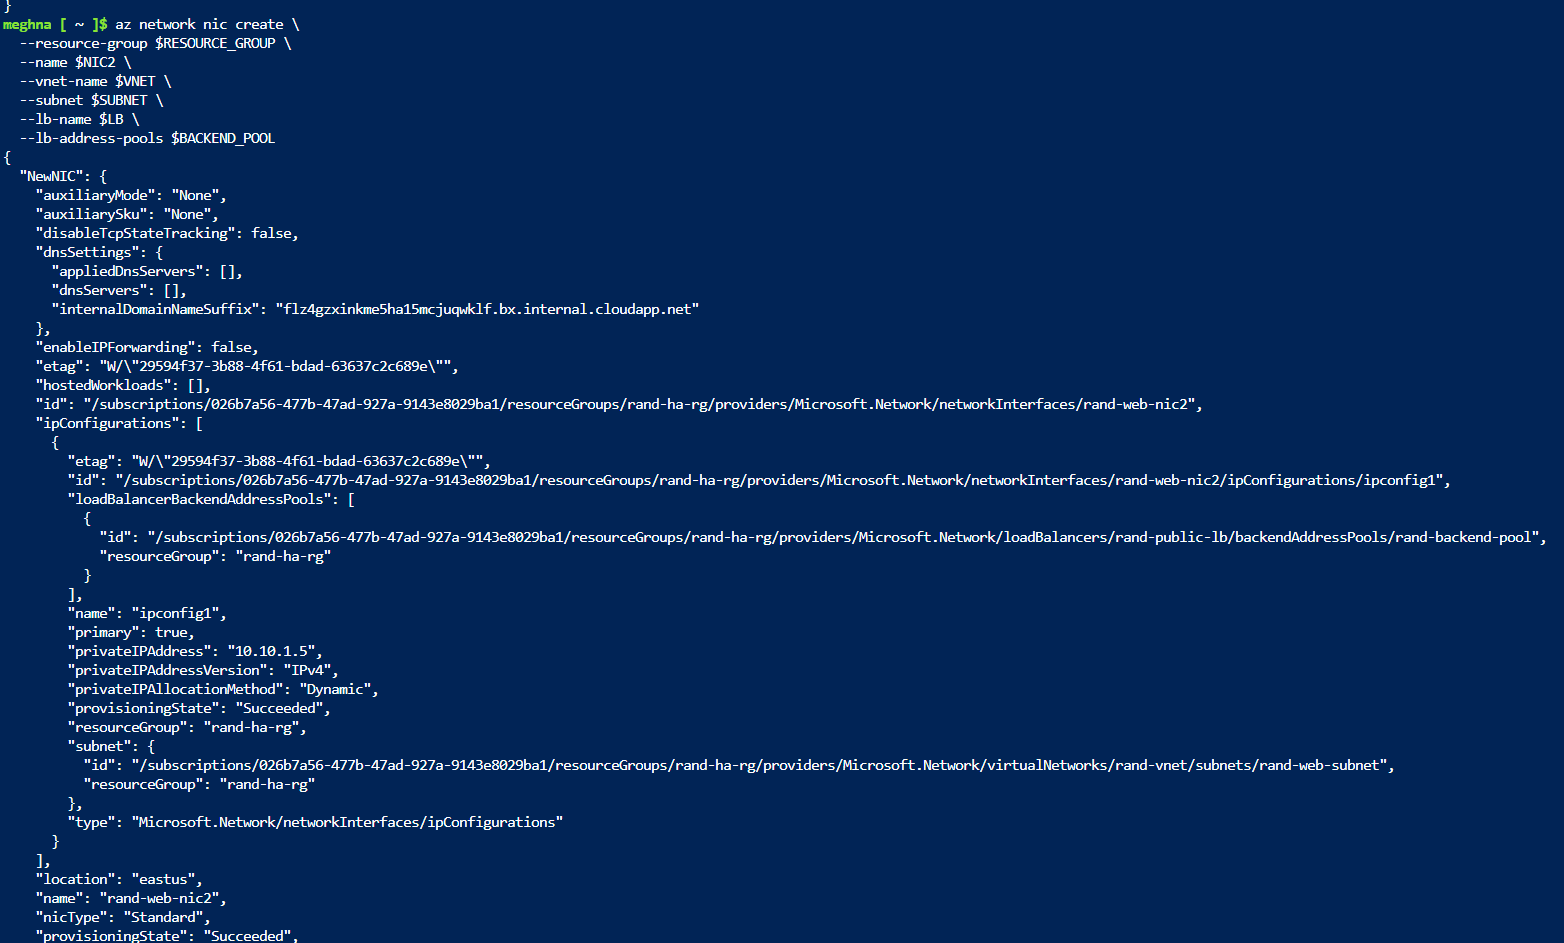 }
meghna [ ~ ]$ az network nic create \
  --resource-group $RESOURCE_GROUP \
  --name $NIC2 \
  --vnet-name $VNET \
  --subnet $SUBNET \
  --lb-name $LB \
  --lb-address-pools $BACKEND_POOL
{
  "NewNIC": {
    "auxiliaryMode": "None",
    "auxiliarySku": "None",
    "disableTcpStateTracking": false,
    "dnsSettings": {
      "appliedDnsServers": [],
      "dnsServers": [],
      "internalDomainNameSuffix": "flz4gzxinkme5ha15mcjuqwklf.bx.internal.cloudapp.net"
    },
    "enableIPForwarding": false,
    "etag": "W/\"29594f37-3b88-4f61-bdad-63637c2c689e\"",
    "hostedWorkloads": [],
    "id": "/subscriptions/026b7a56-477b-47ad-927a-9143e8029ba1/resourceGroups/rand-ha-rg/providers/Microsoft.Network/networkInterfaces/rand-web-nic2",
    "ipConfigurations": [
      {
        "etag": "W/\"29594f37-3b88-4f61-bdad-63637c2c689e\"",
        "id": "/subscriptions/026b7a56-477b-47ad-927a-9143e8029ba1/resourceGroups/rand-ha-rg/providers/Microsoft.Network/networkInterfaces/rand-web-nic2/ipConfigurations/ipconfig1",
        "loadBalancerBackendAddressPools": [
          {
            "id": "/subscriptions/026b7a56-477b-47ad-927a-9143e8029ba1/resourceGroups/rand-ha-rg/providers/Microsoft.Network/loadBalancers/rand-public-lb/backendAddressPools/rand-backend-pool",
            "resourceGroup": "rand-ha-rg"
          }
        ],
        "name": "ipconfig1",
        "primary": true,
        "privateIPAddress": "10.10.1.5",
        "privateIPAddressVersion": "IPv4",
        "privateIPAllocationMethod": "Dynamic",
        "provisioningState": "Succeeded",
        "resourceGroup": "rand-ha-rg",
        "subnet": {
          "id": "/subscriptions/026b7a56-477b-47ad-927a-9143e8029ba1/resourceGroups/rand-ha-rg/providers/Microsoft.Network/virtualNetworks/rand-vnet/subnets/rand-web-subnet",
          "resourceGroup": "rand-ha-rg"
        },
        "type": "Microsoft.Network/networkInterfaces/ipConfigurations"
      }
    ],
    "location": "eastus",
    "name": "rand-web-nic2",
    "nicType": "Standard",
    "provisioningState": "Succeeded",